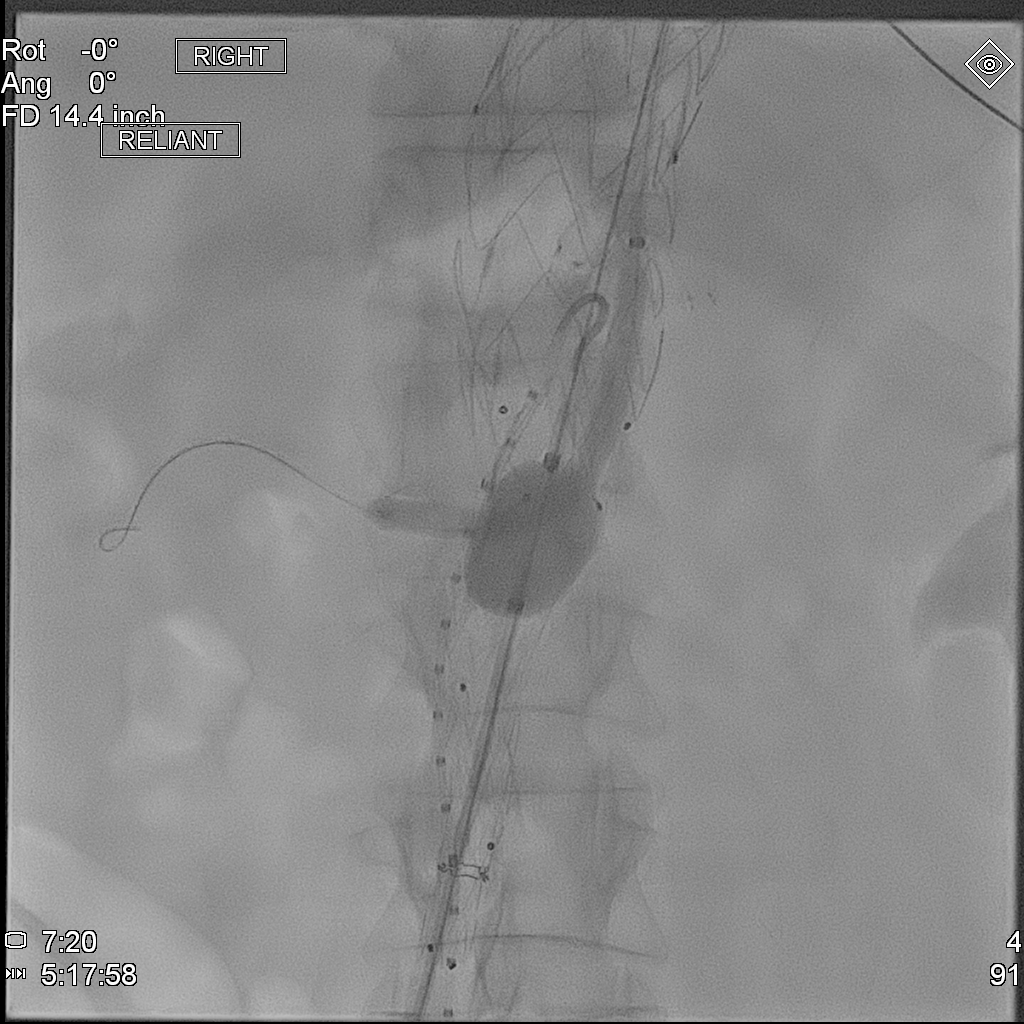 Rot -0°
RIGHT
Ang 0°
FD 14.4 inch
RELIANT
7:20
4
5:17:58
91